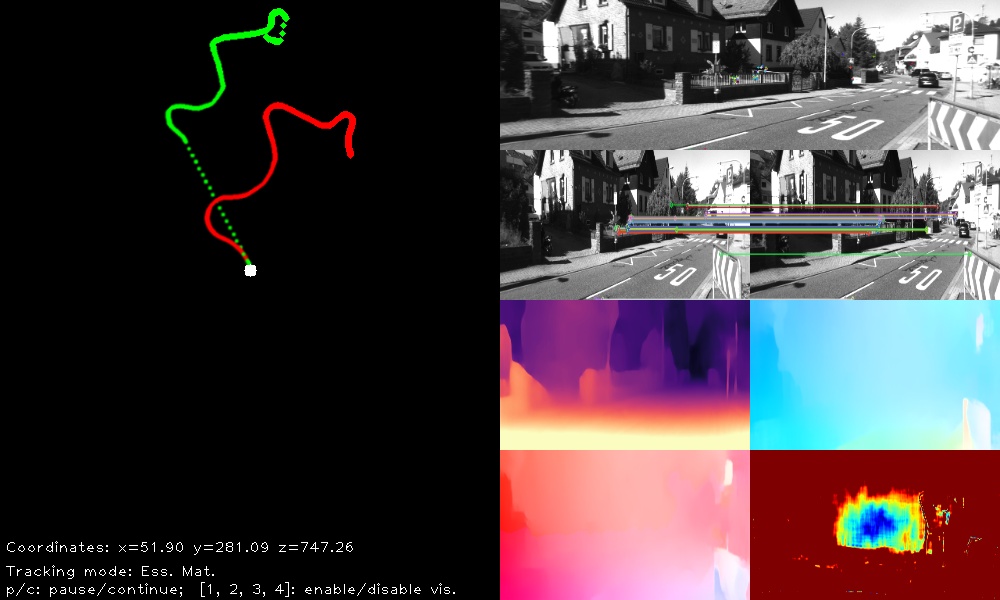 P
50
50
50
Coordinates: x=51.90 y=281.09 z=747.26
Tracking mode: Ess. Mat.
p/c: pause/continue; [1, 2, 3, 4]: enable/disable vis.